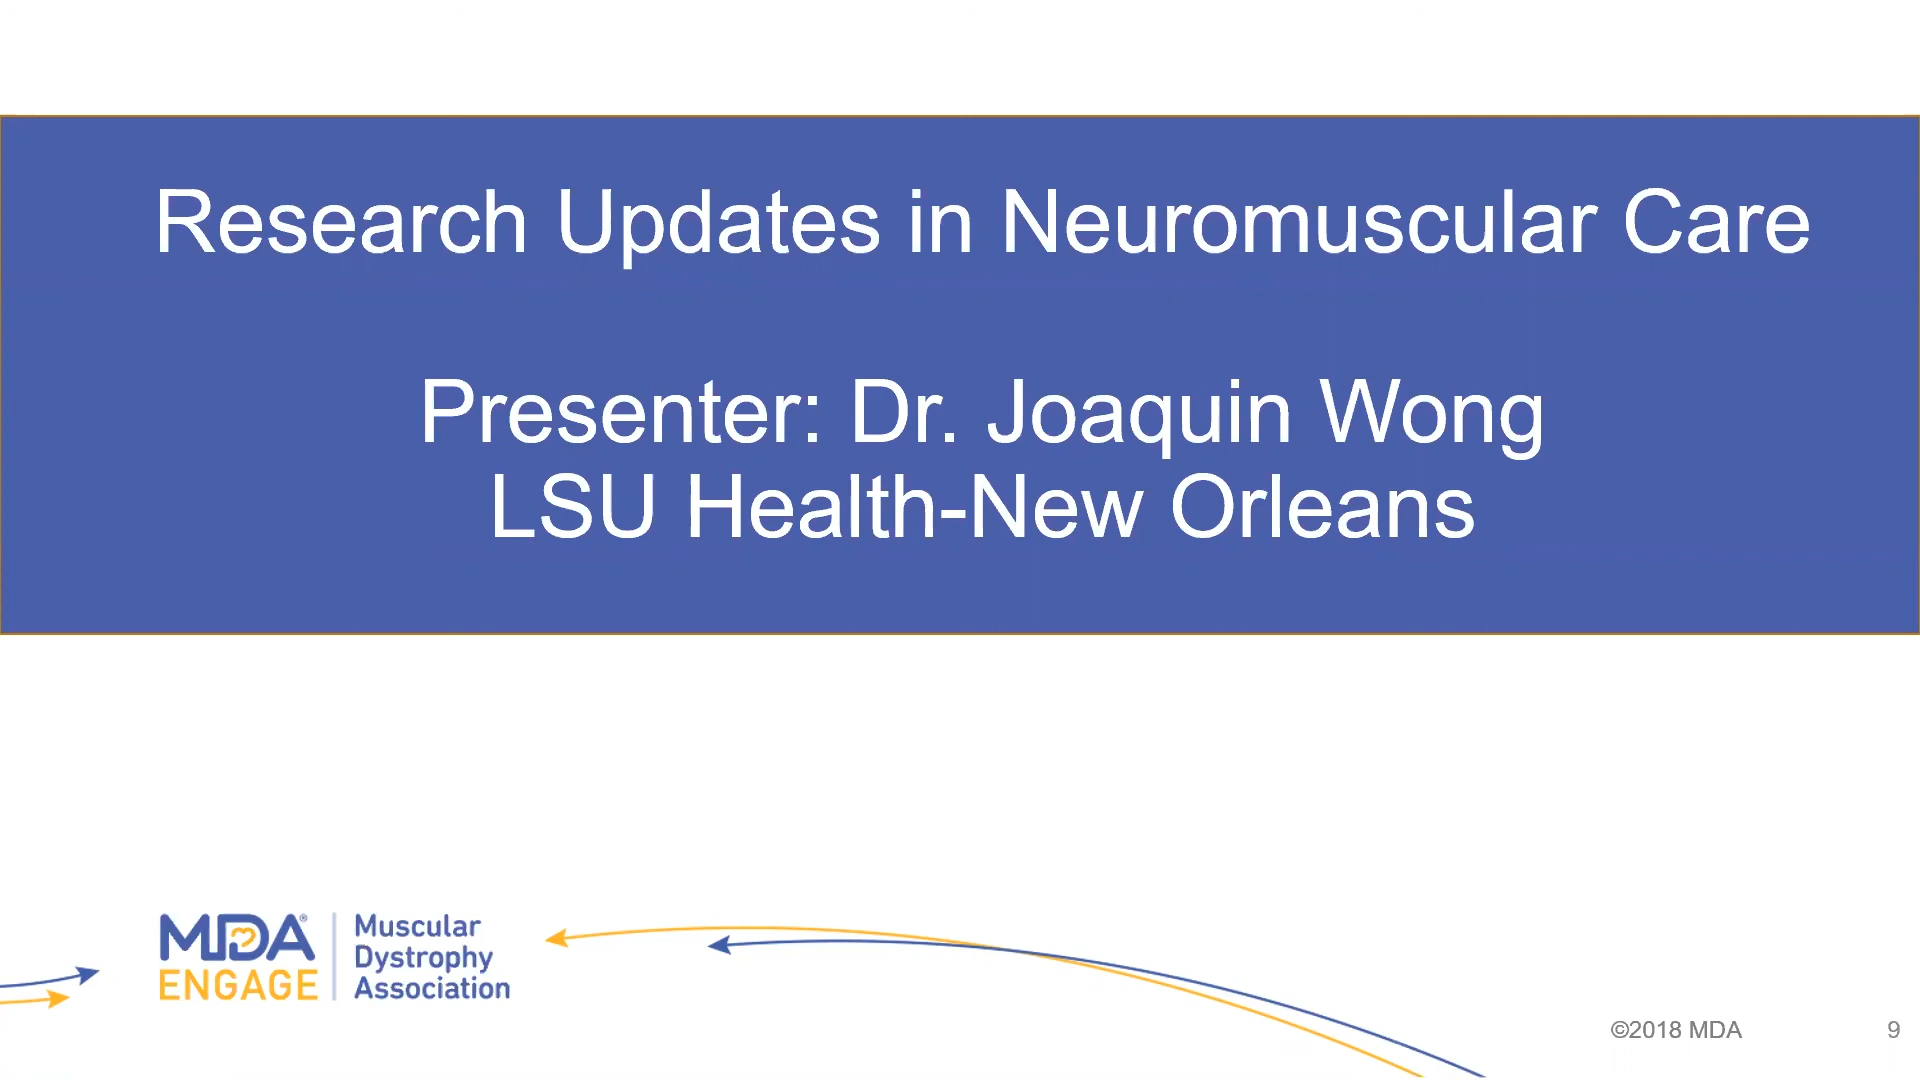 Research Updates in Neuromuscular Care
Presenter: Dr. Joaquin Wong
LSU Health-New Orleans
MDA®
ENGAGE
Muscular
Dystrophy
Association
©2018 MDA
9